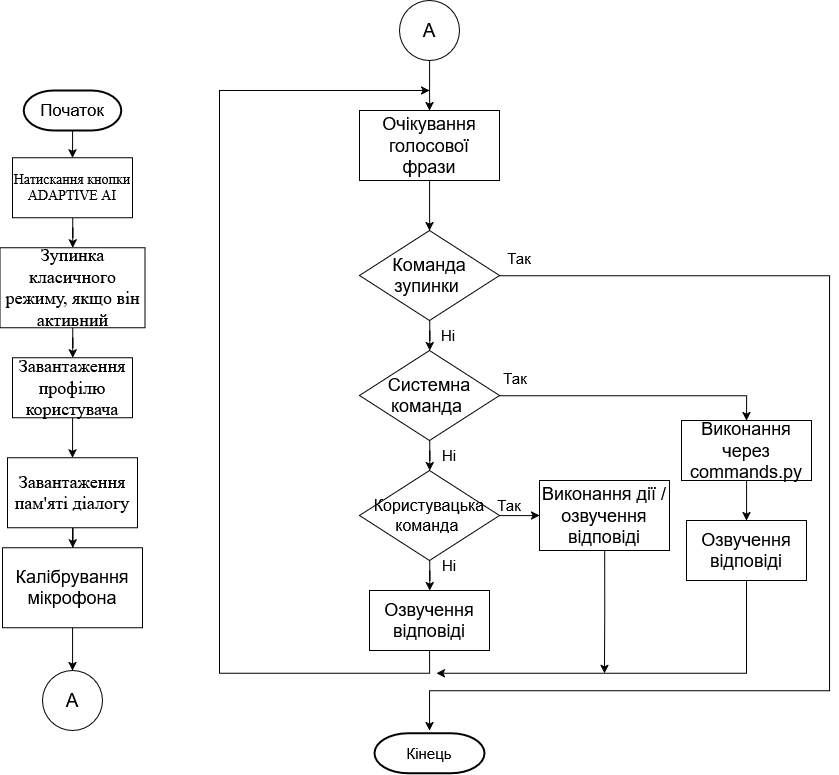 Початок
Натискання кнопки
ADAPTIVE AI
Зупинка
класичного
режиму, якщо він
активний
Завантаження
профілю
користувача
Завантаження
пам'яті діалогу
Калібрування
мікрофона
А
А
Очікування
голосової
фрази
Команда
зупинки
Так
Ні
Системна
команда
Так
Виконання
через
commands.py
Озвучення
відповіді
Ні
Користувацька
команда
Так
Виконання дії /
озвучення
відповіді
Ні
Озвучення
відповіді
Кінець